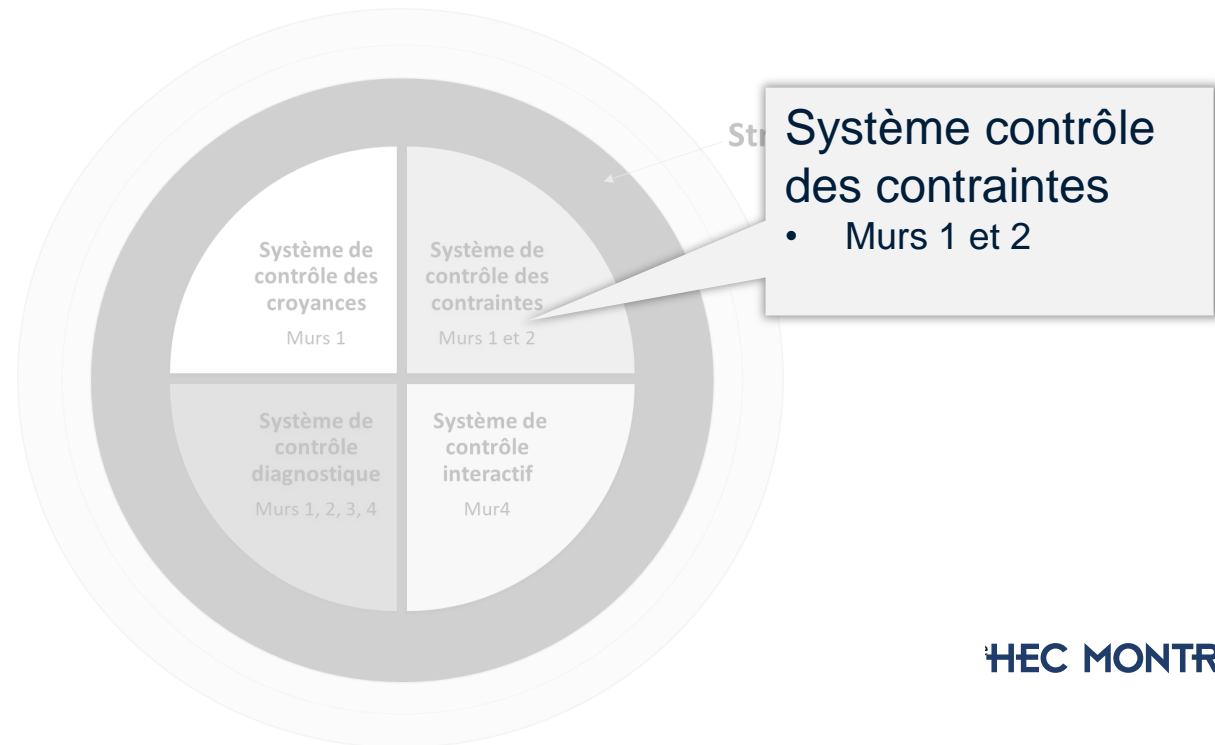 Système contrôle
des contraintes
• Murs 1 et 2
Système de
contrôle des
croyances
Murs 1
Système de
contrôle des
contraintes
Murs 1 et 2
Système de
contrôle
diagnostique
Murs 1, 2, 3, 4
Système de
contrôle
interactif
Mur4
HEC MONTR